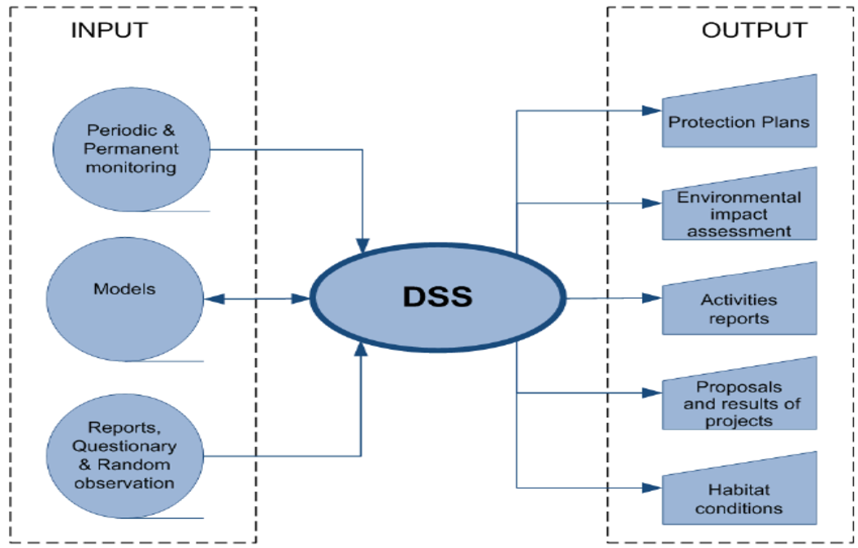 INPUT
Periodic &
Permanent
monitoring
Models
Reports,
Questionary
& Random
observation
DSS
OUTPUT
Protection Plans
Environmental
impact
assessment
Activities
reports
Proposals
and results of
projects
Habitat
conditions